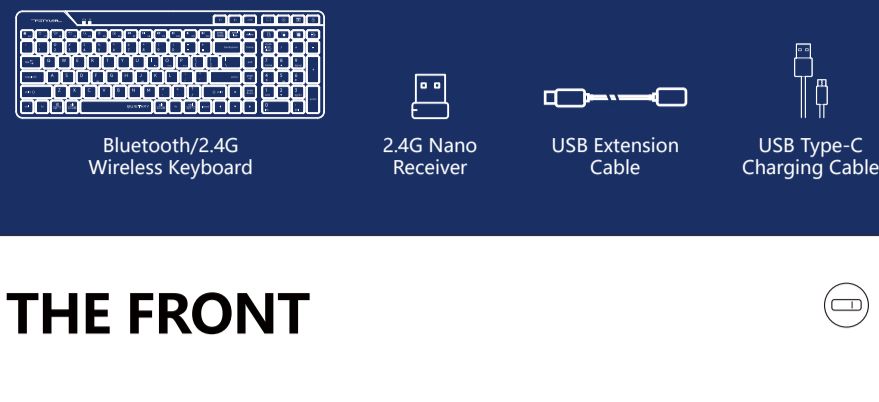 Bluetooth/2.4G
Wireless Keyboard
2.4G Nano
Receiver
USB Extension
Cable
USB Type-C
Charging Cable
THE FRONT